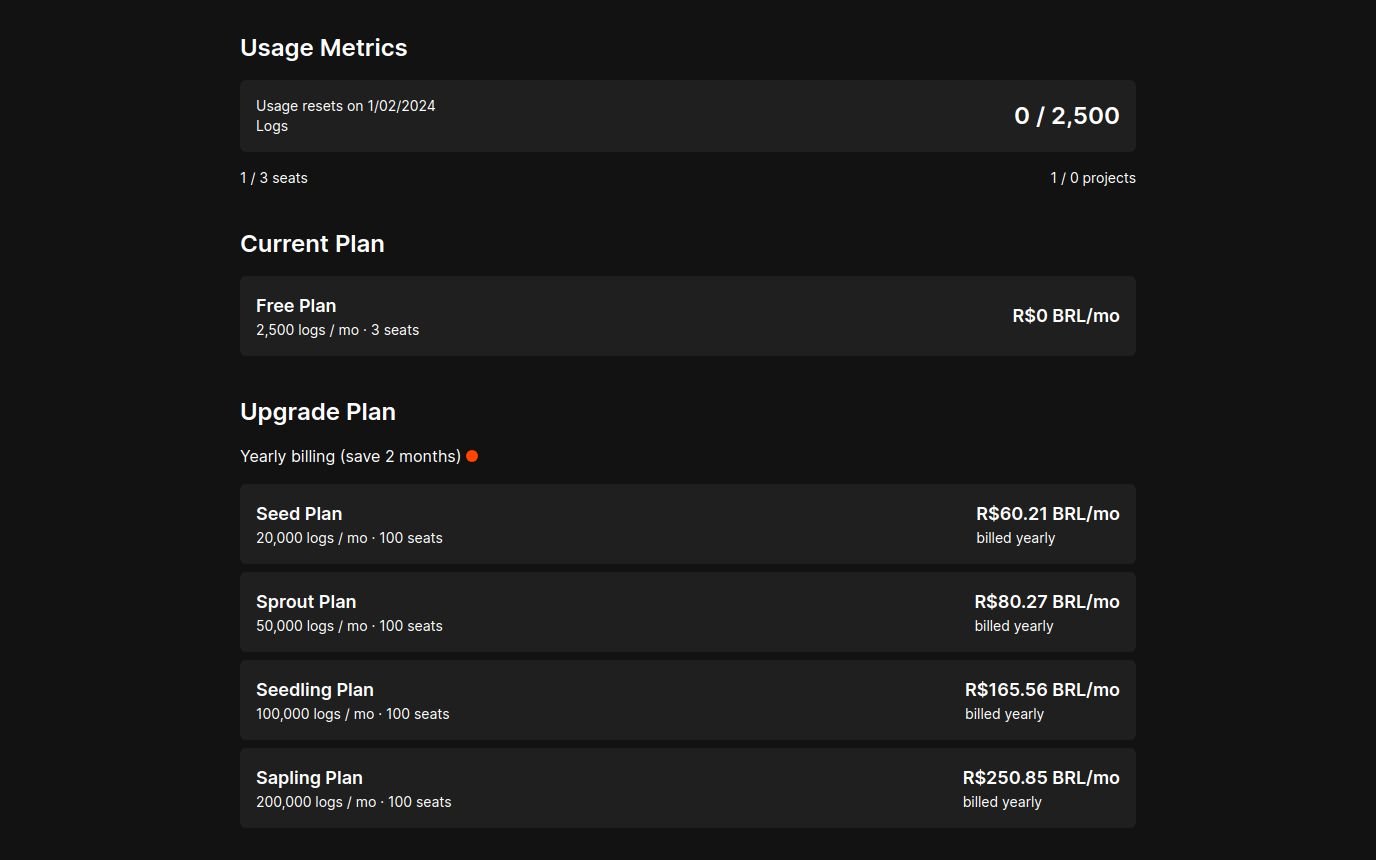 Usage Metrics
Usage resets on 1/02/2024
Logs
0 / 2,500
1 / 3 seats
1 / 0 projects
Current Plan
Free Plan
2,500 logs / mo · 3 seats
R$0 BRL/mo
Upgrade Plan
Yearly billing (save 2 months)
Seed Plan
20,000 logs / mo · 100 seats
R$60.21 BRL/mo
billed yearly
Sprout Plan
50,000 logs / mo · 100 seats
R$80.27 BRL/mo
billed yearly
Seedling Plan
100,000 logs / mo · 100 seats
R$165.56 BRL/mo
billed yearly
Sapling Plan
200,000 logs / mo · 100 seats
R$250.85 BRL/mo
billed yearly